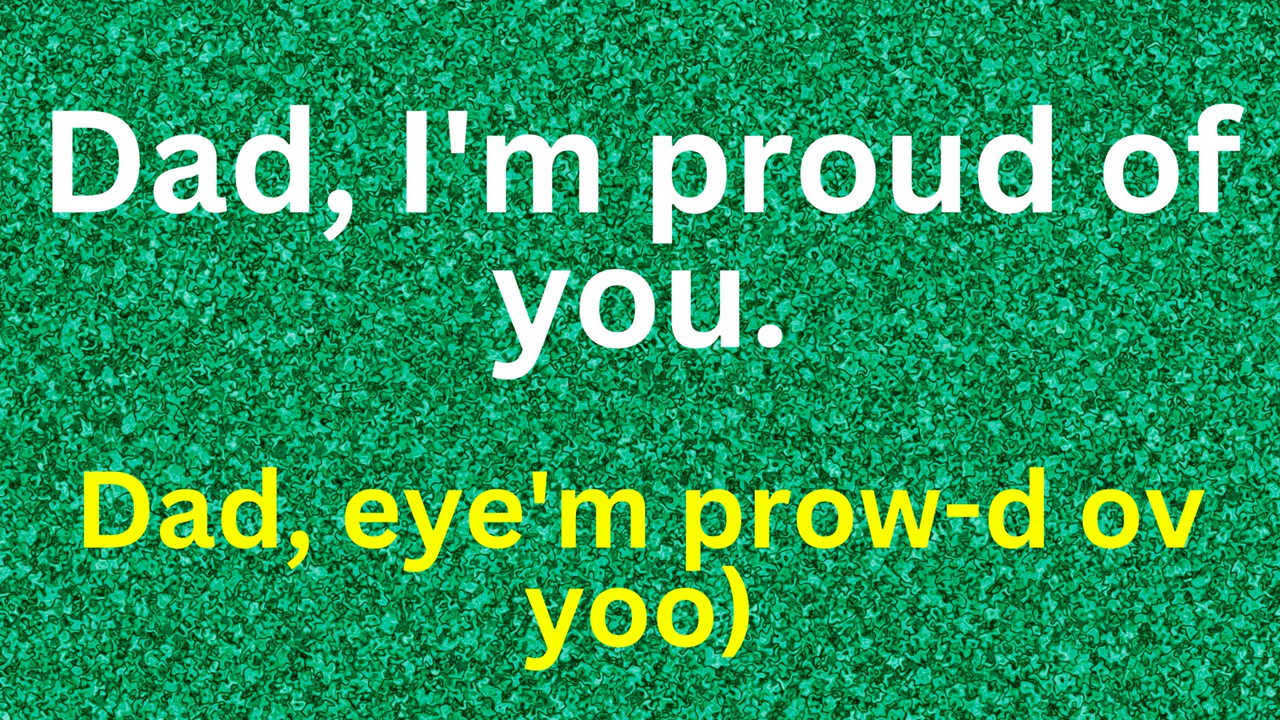 Dad, I'm proud of
you.
Dad, eye'm prow-d ov
yoo)